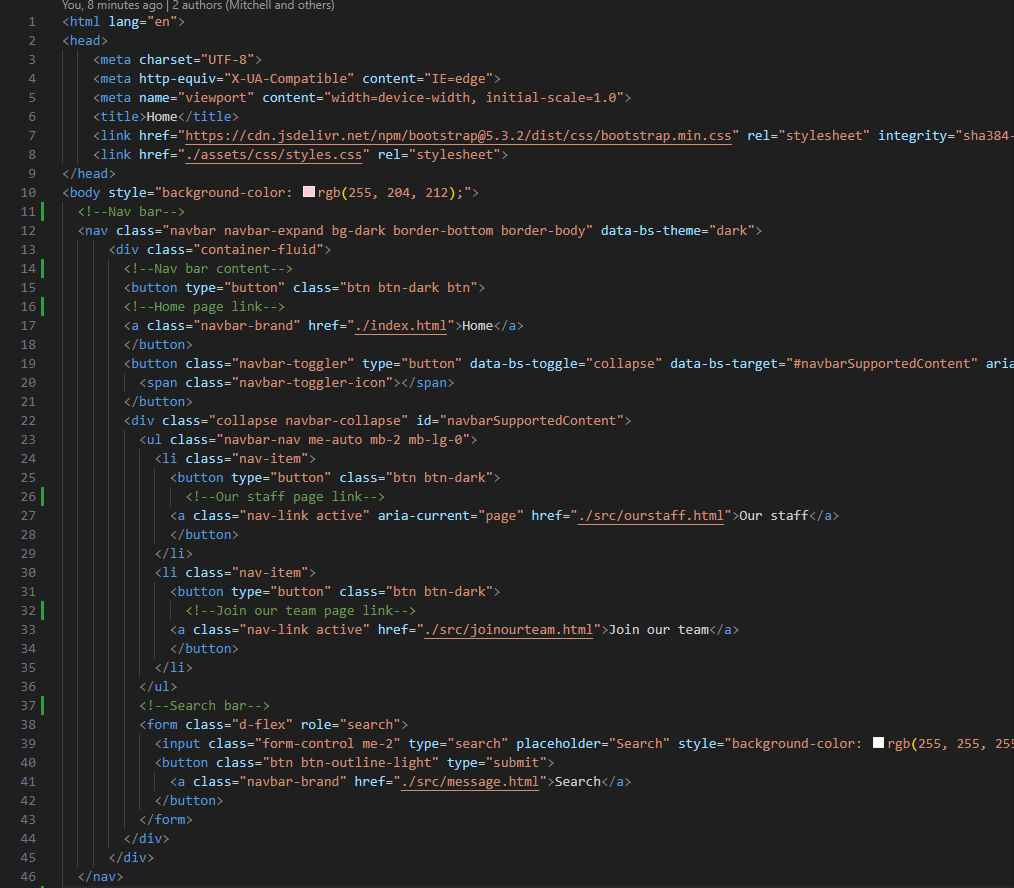 You, 8 minutes ago | 2 authors (Mitchell and others)
1 <html lang="en">
2 <head>
3 <meta charset="UTF-8">
4 <meta http-equiv="X-UA-Compatible" content="IE=edge">
5 <meta name="viewport" content="width=device-width, initial-scale=1.0">
6 <title>Home</title>
7 <link href="https://cdn.jsdelivr.net/npm/bootstrap@5.3.2/dist/css/bootstrap.min.css" rel="stylesheet" integrity="sha384-
8 <link href="./assets/css/styles.css" rel="stylesheet">
9 </head>
10 <body style="background-color: rgb(255, 204, 212);">
11 <!--Nav bar-->
12 <nav class="navbar navbar-expand bg-dark border-bottom border-body" data-bs-theme="dark">
13 <div class="container-fluid">
14 <!--Nav bar content-->
15 <button type="button" class="btn btn-dark btn">
16 <!--Home page link-->
17 <a class="navbar-brand" href="./index.html">Home</a>
18 </button>
19 <button class="navbar-toggler" type="button" data-bs-toggle="collapse" data-bs-target="#navbarSupportedContent" aria
20 <span class="navbar-toggler-icon"></span>
21 </button>
22 <div class="collapse navbar-collapse" id="navbarSupportedContent">
23 <ul class="navbar-nav me-auto mb-2 mb-lg-0">
24 <li class="nav-item">
25 <button type="button" class="btn btn-dark">
26 <!--Our staff page link-->
27 <a class="nav-link active" aria-current="page" href="./src/ourstaff.html">Our staff</a>
28 </button>
29 </li>
30 <li class="nav-item">
31 <button type="button" class="btn btn-dark">
32 <!--Join our team page link-->
33 <a class="nav-link active" href="./src/joinourteam.html">Join our team</a>
34 </button>
35 </li>
36 </ul>
37 <!--Search bar-->
38 <form class="d-flex" role="search">
39 <input class="form-control me-2" type="search" placeholder="Search" style="background-color: rgb(255, 255, 255
40 <button class="btn btn-outline-light" type="submit">
41 <a class="navbar-brand" href="./src/message.html">Search</a>
42 </button>
43 </form>
44 </div>
45 </div>
46 </nav>